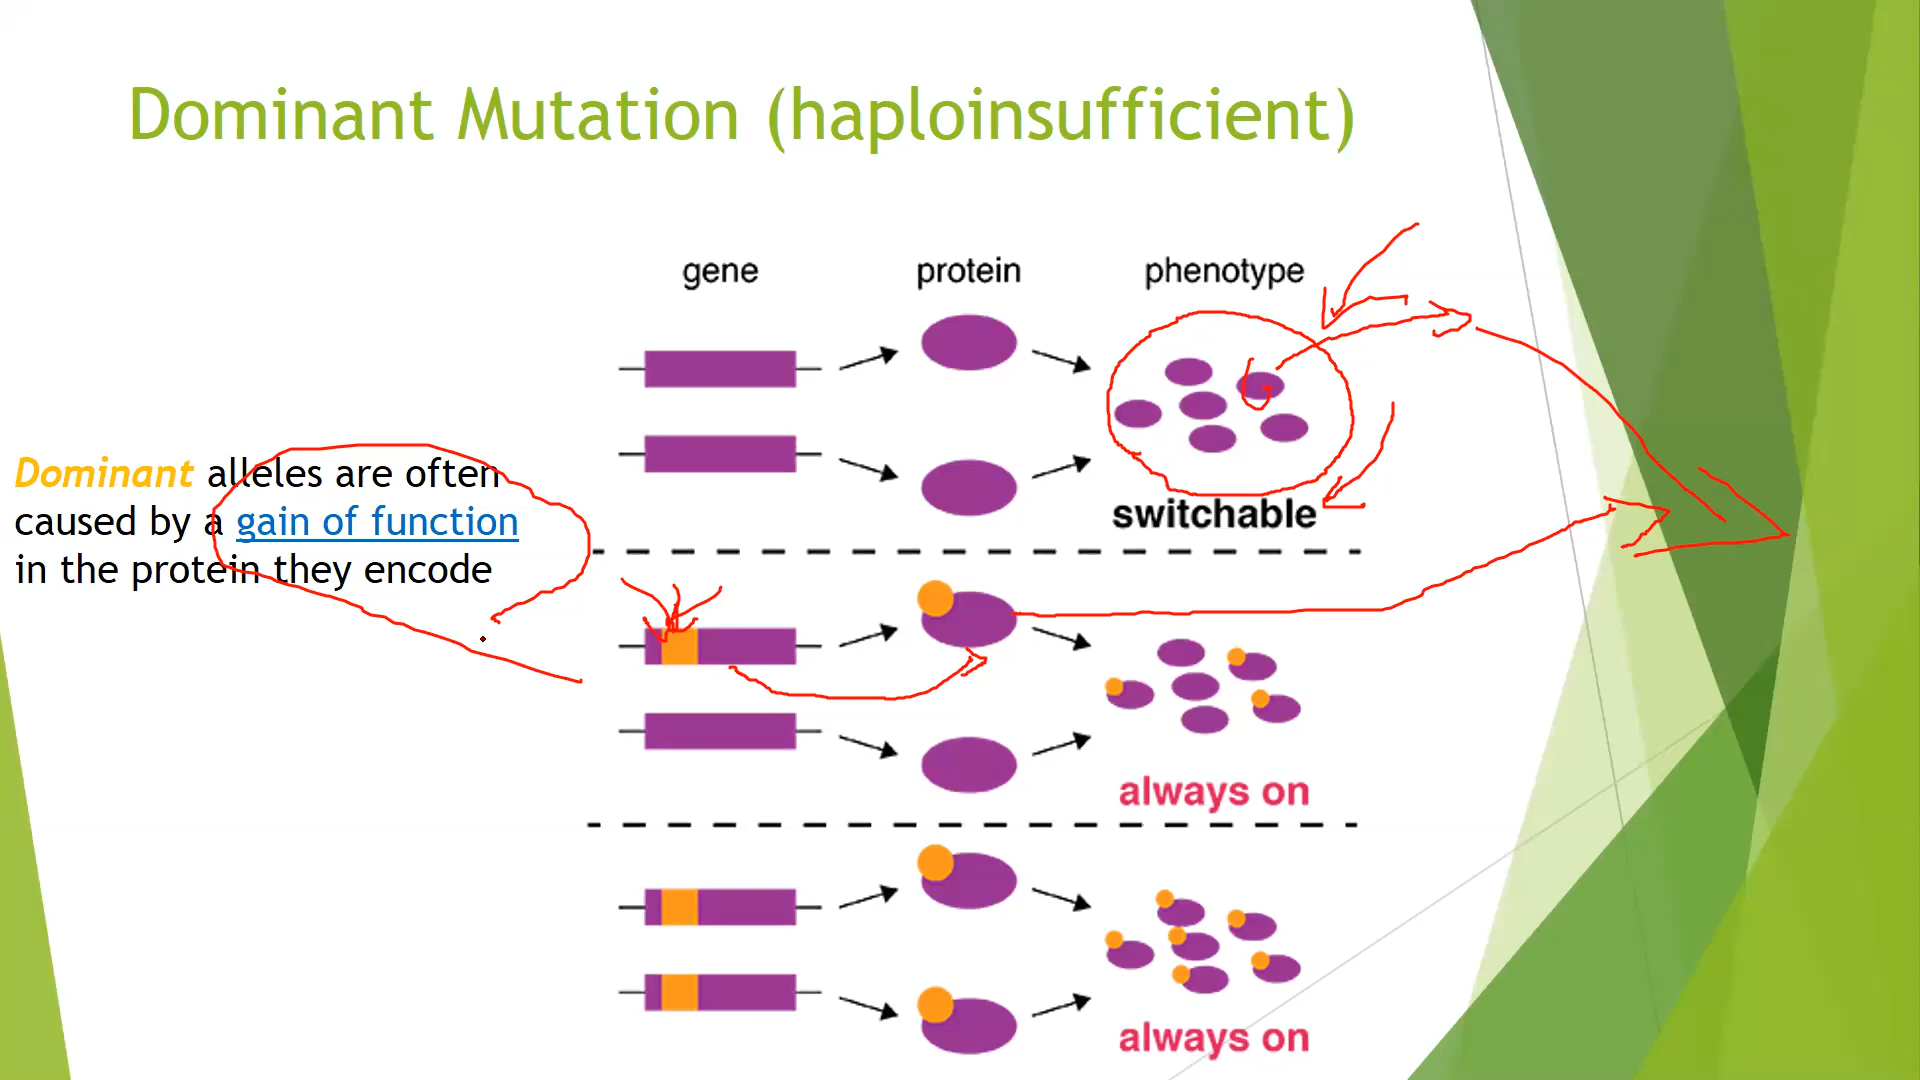 Dominant Mutation (haploinsufficient)
gene protein phenotype
Dominant alleles are often
caused by a gain of function
in the protein they encode
switchable
always on
always on